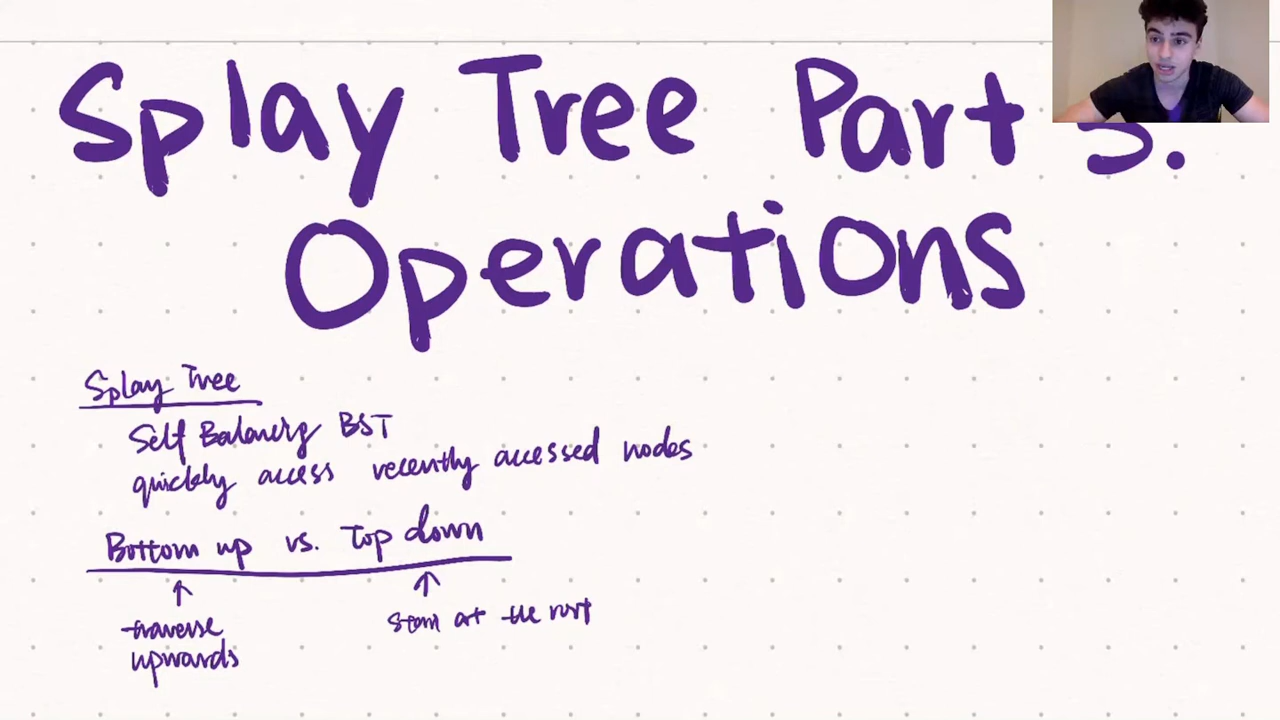 Splay Tree Part 3.
Operations
Splay Tree
Self Balancing BST
quickly access recently accessed nodes
Bottom up vs. Top down
↑ ↑
traverse
upwards
start at the root